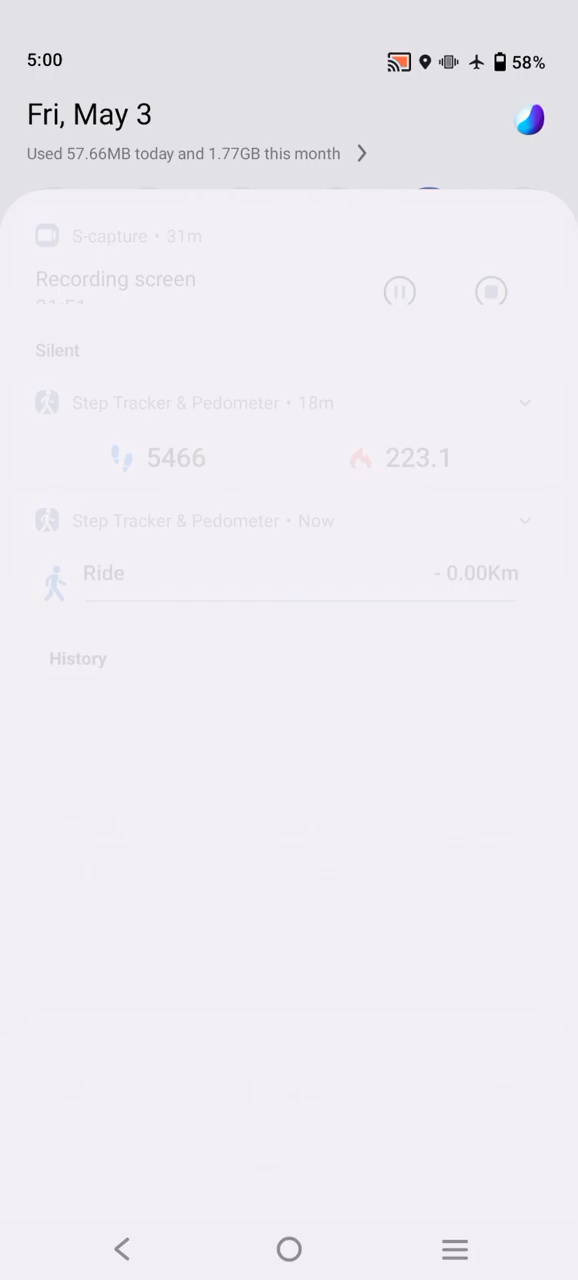 5:00
58%
Fri, May 3
Used 57.66MB today and 1.77GB this month
S-capture • 31m
Recording screen
Silent
Step Tracker & Pedometer • 18m
5466
223.1
Step Tracker & Pedometer • Now
Ride
- 0.00Km
History